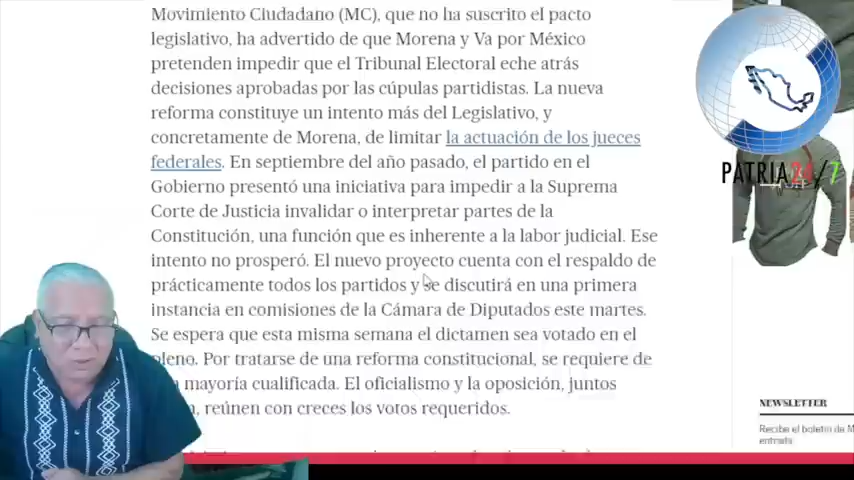 Movimiento Ciudadano (MC), que no ha suscrito el pacto
legislativo, ha advertido de que Morena y Va por México
pretenden impedir que el Tribunal Electoral eche atrás
decisiones aprobadas por las cúpulas partidistas. La nueva
reforma constituye un intento más del Legislativo, y
concretamente de Morena, de limitar la actuación de los jueces
federales. En septiembre del año pasado, el partido en el
Gobierno presentó una iniciativa para impedir a la Suprema
Corte de Justicia invalidar o interpretar partes de la
Constitución, una función que es inherente a la labor judicial. Ese
intento no prosperó. El nuevo proyecto cuenta con el respaldo de
prácticamente todos los partidos y se discutirá en una primera
instancia en comisiones de la Cámara de Diputados este martes.
Se espera que esta misma semana el dictamen sea votado en el
pleno. Por tratarse de una reforma constitucional, se requiere de
mayoría cualificada. El oficialismo y la oposición, juntos
reúnen con creces los votos requeridos.
PATRIA 24/7
NEWSLETTER
Recibe el boletín de M
entrada